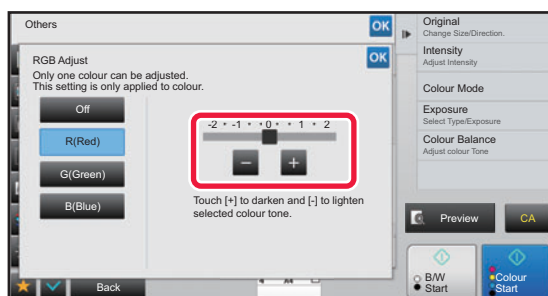 Others
OK
RGB Adjust
OK
Only one colour can be adjusted.
This setting is only applied to colour.
Off
R(Red)
G(Green)
B(Blue)
-2 • -1 • • 0 • • 1 • 2
Touch [+] to darken and [-] to lighten
selected colour tone.
Back
A4
Original
Change Size/Direction.
Intensity
Adjust Intensity
Colour Mode
Exposure
Select Type/Exposure
Colour Balance
Adjust colour Tone
Preview
CA
B/W
Start
Colour
Start